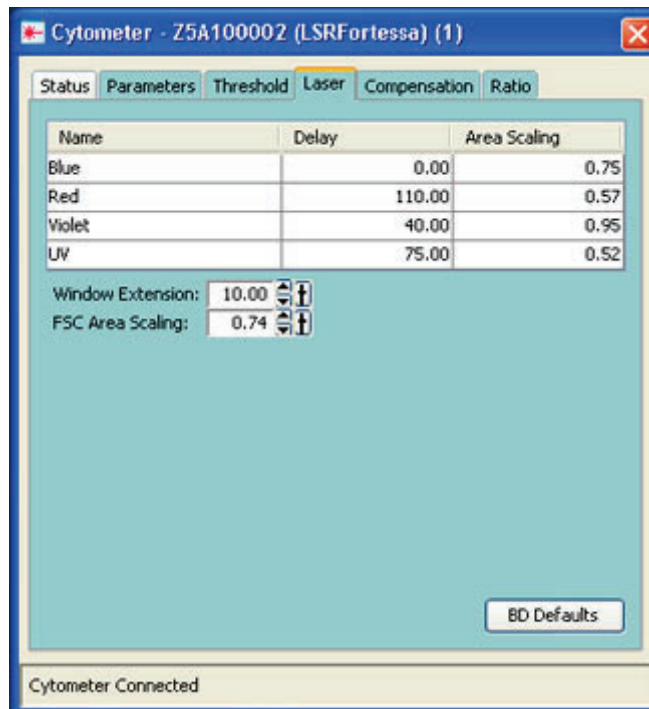 Cytometer - Z5A100002 (LSRFortessa) (1)
Status Parameters Threshold Laser Compensation Ratio
Name Delay Area Scaling
Blue 0.00 0.75
Red 110.00 0.57
Violet 40.00 0.95
UV 75.00 0.52
Window Extension: 10.00
FSC Area Scaling: 0.74
BD Defaults
Cytometer Connected